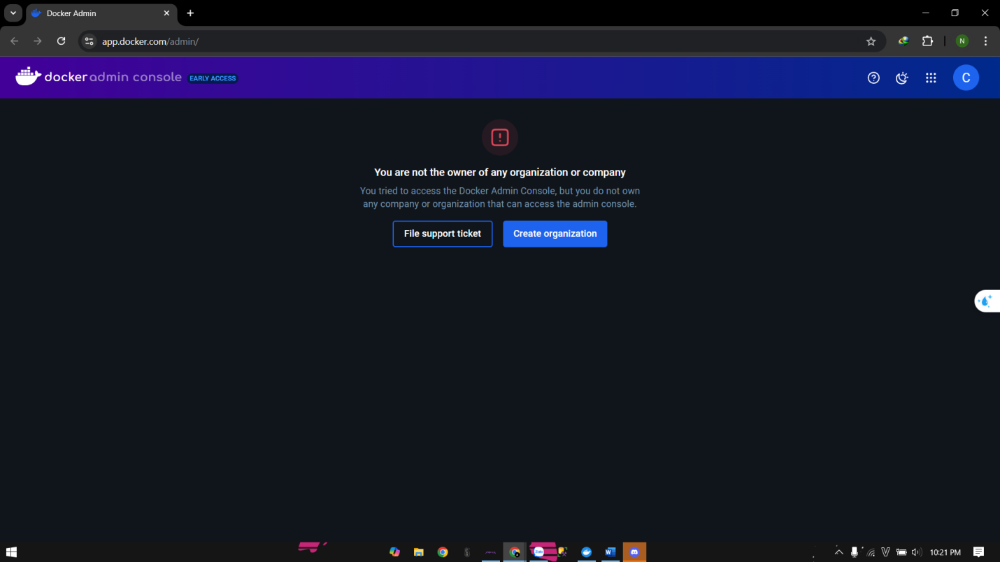 Docker Admin
app.docker.com/admin/
N
docker admin console EARLY ACCESS
C
You are not the owner of any organization or company
You tried to access the Docker Admin Console, but you do not own
any company or organization that can access the admin console.
File support ticket
Create organization
Zalo
W
V
10:21 PM